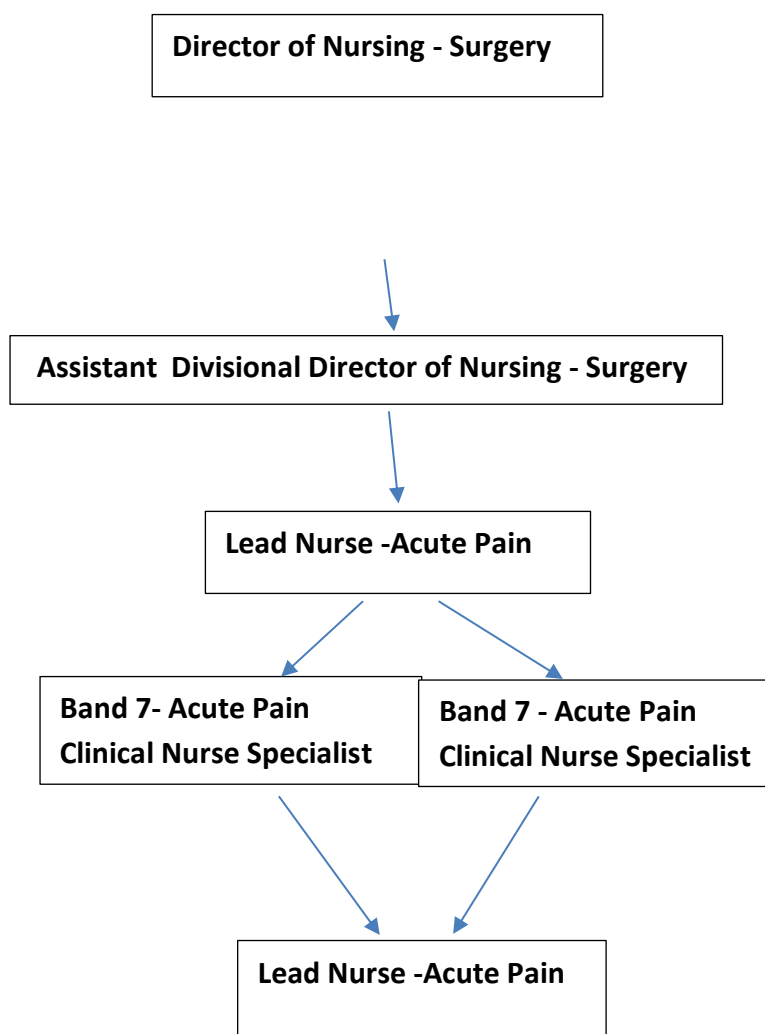 Director of Nursing - Surgery
Assistant  Divisional Director of Nursing - Surgery
Lead Nurse -Acute Pain
Band 7- Acute Pain
Clinical Nurse Specialist
Band 7 - Acute Pain
Clinical Nurse Specialist
Lead Nurse -Acute Pain